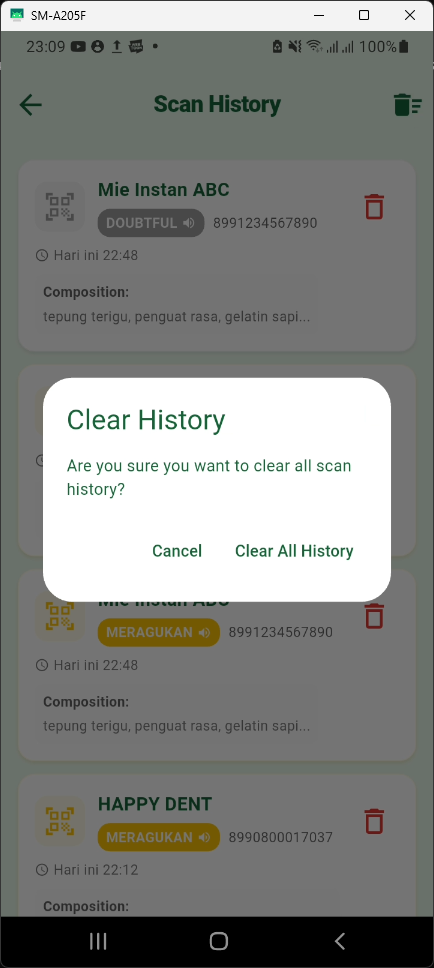 SM-A205F
23:09
100%
Scan History
Mie Instan ABC
DOUBTFUL 8991234567890
Hari ini 22:48
Composition:
tepung terigu, penguat rasa, gelatin sapi...
Clear History
Are you sure you want to clear all scan
history?
Cancel Clear All History
Mie Instan ABC
MERAGUKAN 8991234567890
Hari ini 22:48
Composition:
tepung terigu, penguat rasa, gelatin sapi...
HAPPY DENT
MERAGUKAN 8990800017037
Hari ini 22:12
Composition: